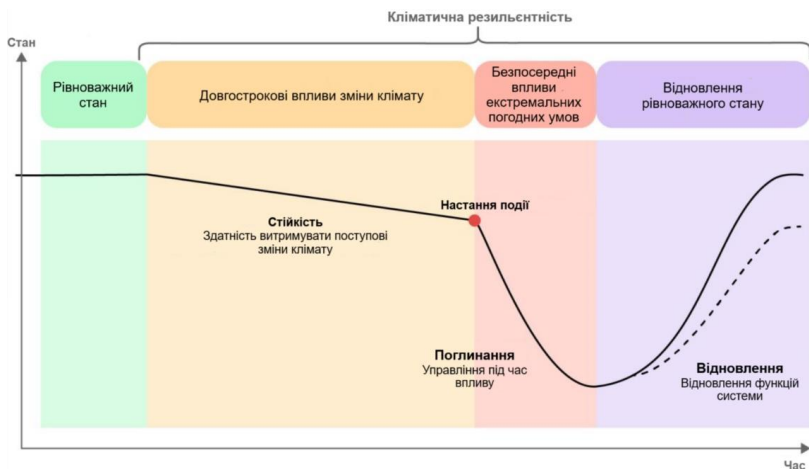 Кліматична резильєнтність
Стан
Рівноважний
стан
Довгострокові впливи зміни клімату
Безпосередні
впливи
екстремальних
погодних умов
Відновлення
рівноважного стану
Настання події
Стійкість
Здатність витримувати поступові
зміни клімату
Поглинання
Управління під час
впливу
Відновлення
Відновлення функцій
системи
Час